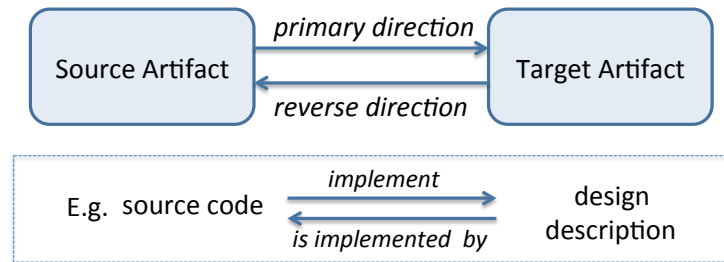 primary direction
Source Artifact
Target Artifact
reverse direction
implement
E.g. source code
design
description
is implemented by